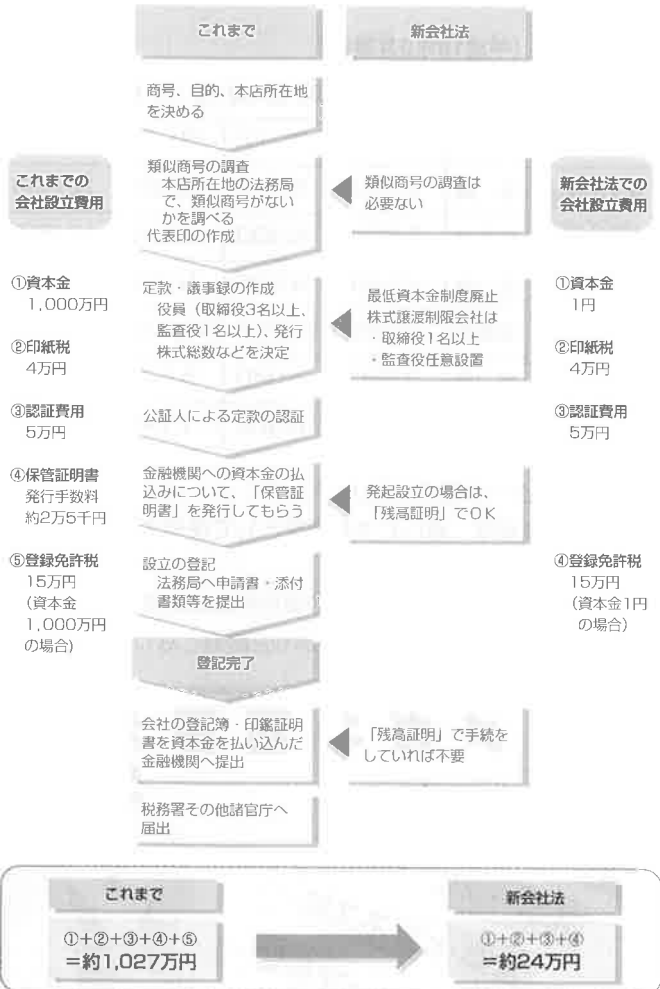 これまで
新会社法
商号、目的、本店所在地
を決める
これまでの
会社設立費用
類似商号の調査
本店所在地の法務局
で、類似商号がない
かを調べる
代表印の作成
類似商号の調査は
必要ない
新会社法での
会社設立費用
①資本金
1,000万円
②印紙税
4万円
③認証費用
5万円
④保管証明書
発行手数料
約2万5千円
⑤登録免許税
15万円
(資本金
1,000万円
の場合)
定款・議事録の作成
役員（取締役3名以上、
監査役1名以上）、発行
株式総数などを決定
最低資本金制度廃止
株式譲渡制限会社は
・取締役1名以上
・監査役任意設置
公証人による定款の認証
金融機関への資本金の払
込みについて、「保管証
明書」を発行してもらう
発起設立の場合は、
「残高証明」でOK
設立の登記
法務局へ申請書・添付
書類等を提出
①資本金
1円
②印紙税
4万円
③認証費用
5万円
④登録免許税
15万円
(資本金1円
の場合)
登記完了
会社の登記簿・印鑑証明
書を資本金を払い込んだ
金融機関へ提出
「残高証明」で手続を
していれば不要
税務署その他諸官庁へ
届出
これまで
①+②+③+④+⑤
＝約1,027万円
新会社法
①+②+③+④
＝約24万円